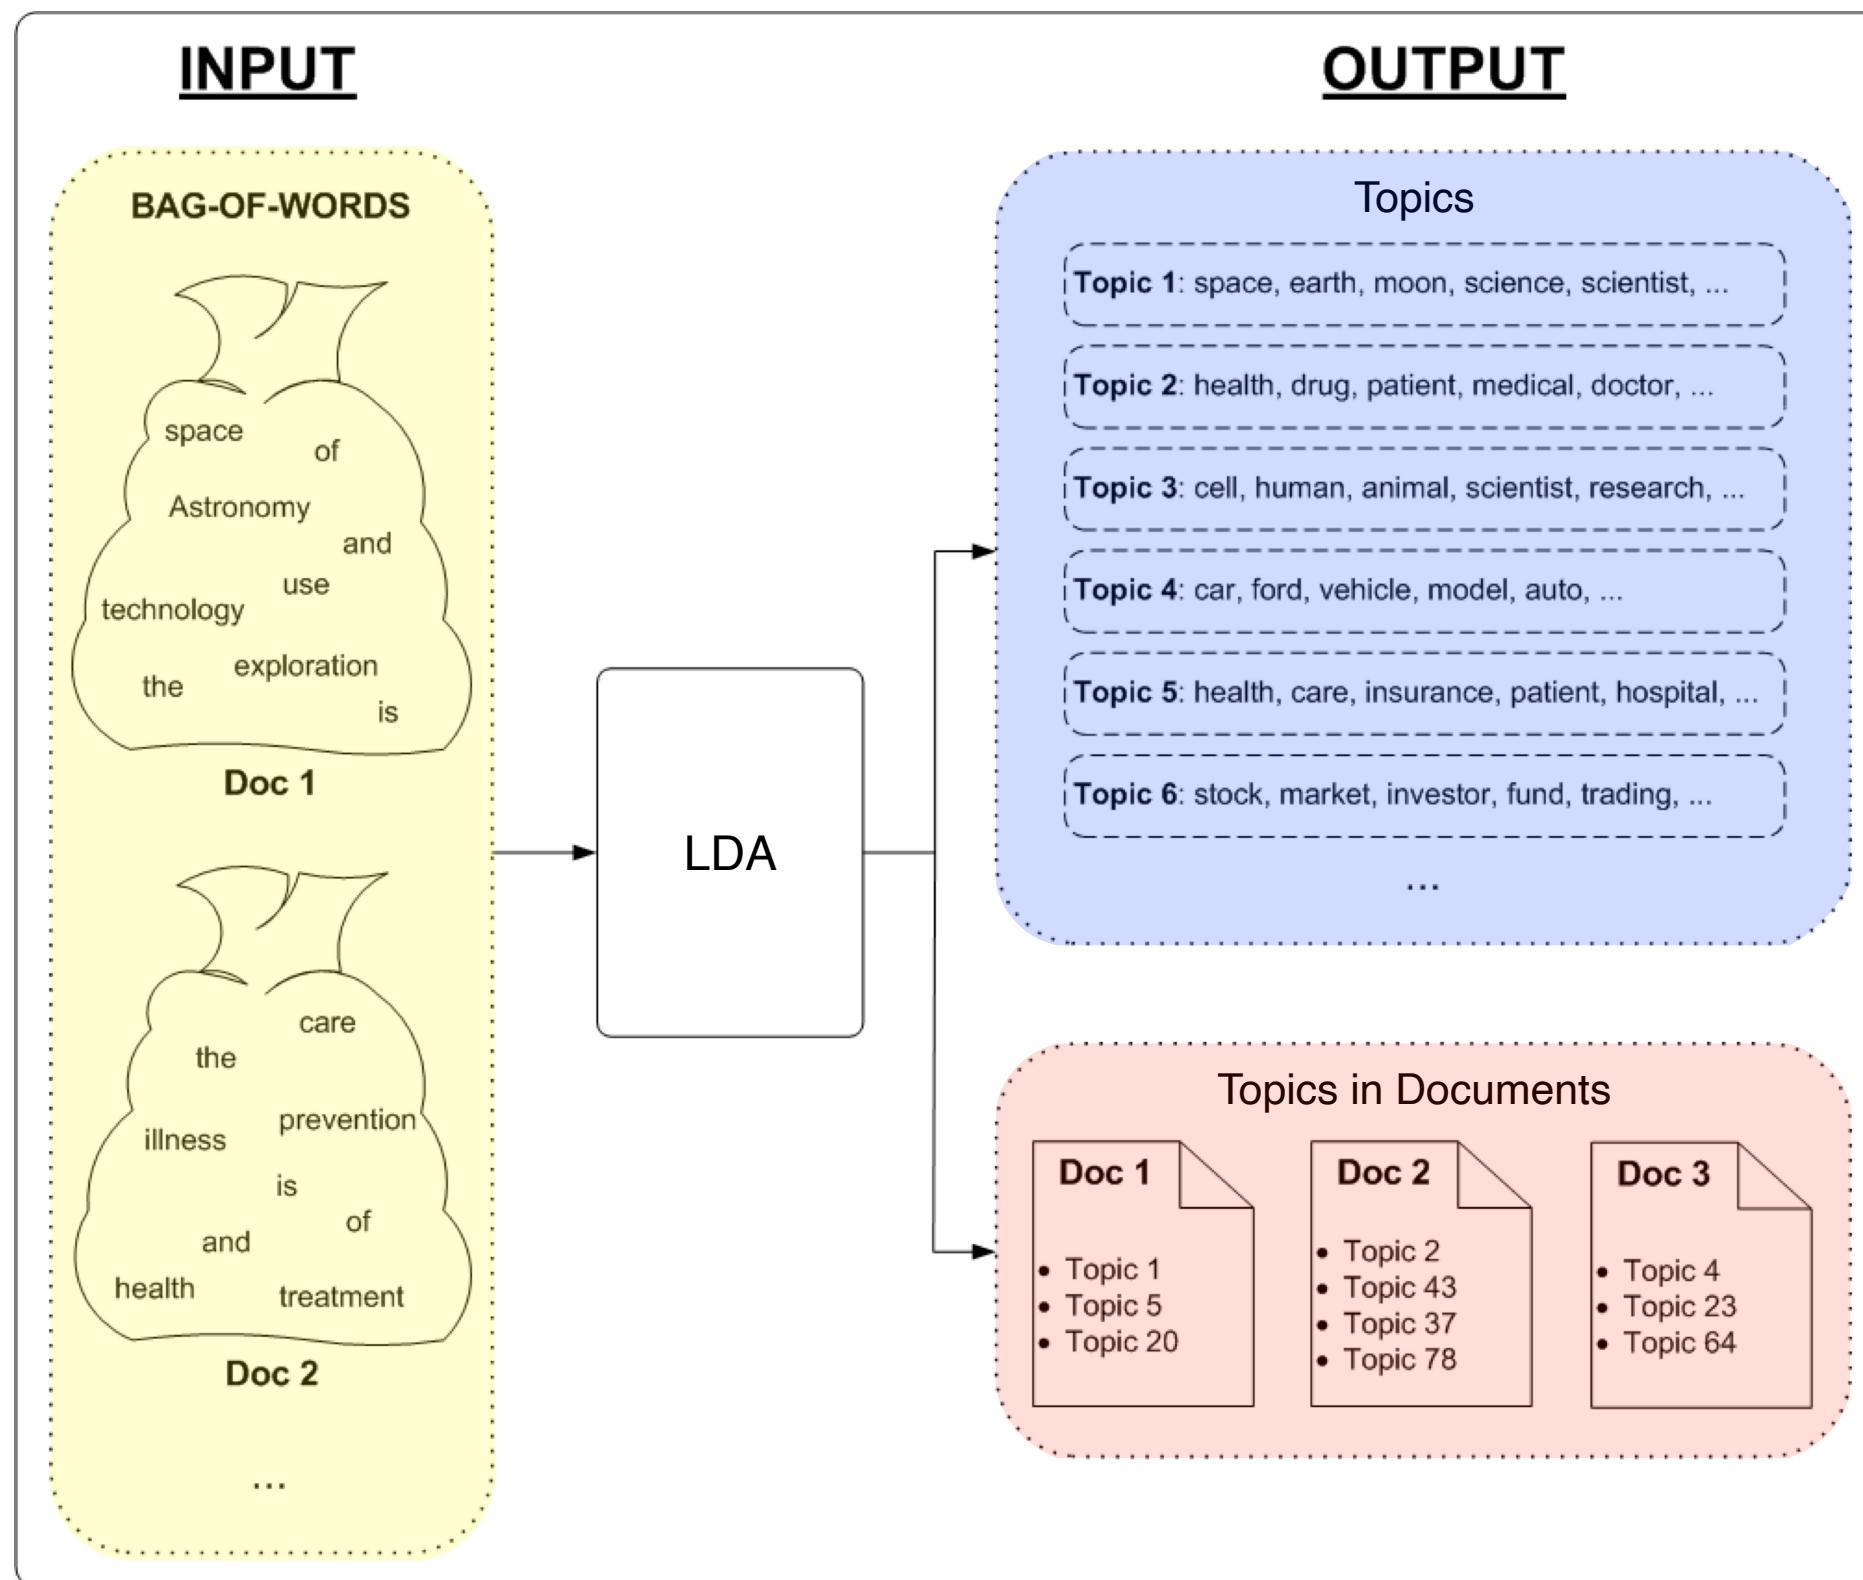 INPUT
BAG-OF-WORDS
space
of
Astronomy
and
use
technology
exploration
the
is
Doc 1
care
the
prevention
illness
is
of
and
health
treatment
Doc 2
...
LDA
OUTPUT
Topics
Topic 1: space, earth, moon, science, scientist, ...
Topic 2: health, drug, patient, medical, doctor, ...
Topic 3: cell, human, animal, scientist, research, ...
Topic 4: car, ford, vehicle, model, auto, ...
Topic 5: health, care, insurance, patient, hospital, ...
Topic 6: stock, market, investor, fund, trading, ...
...
Topics in Documents
Doc 1
• Topic 1
• Topic 5
• Topic 20
Doc 2
• Topic 2
• Topic 43
• Topic 37
• Topic 78
Doc 3
• Topic 4
• Topic 23
• Topic 64